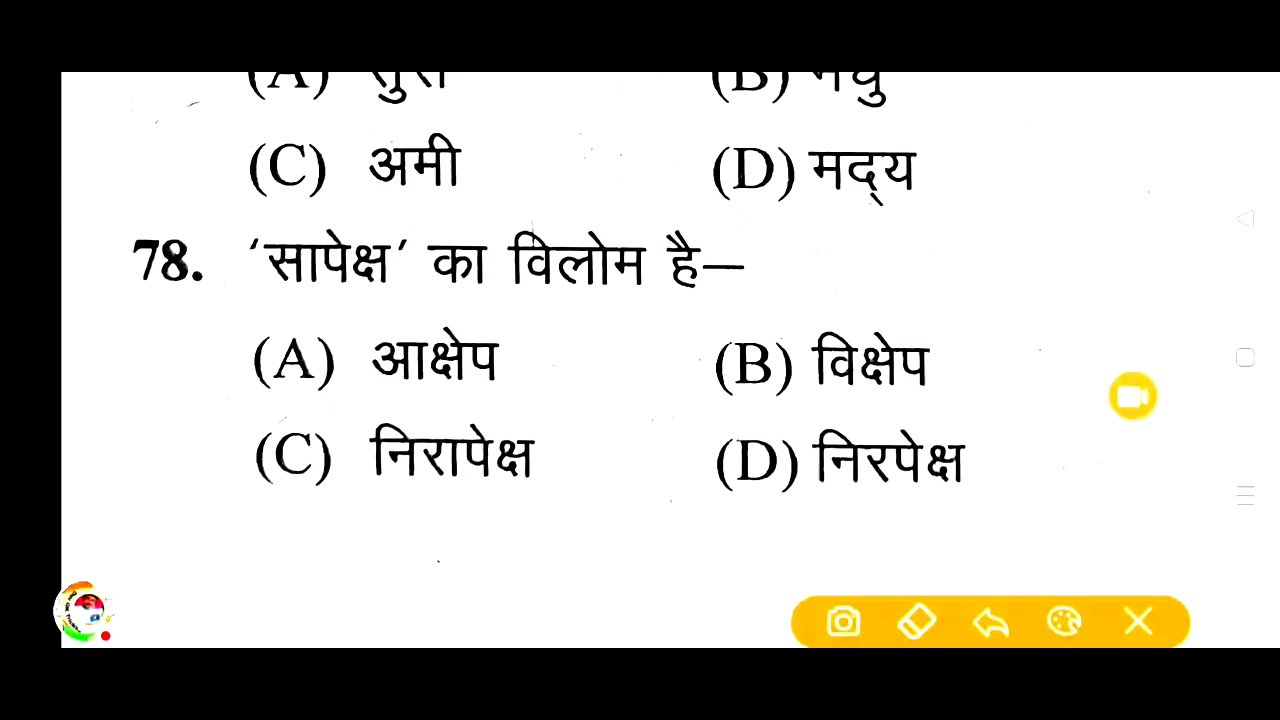 (A) (B)
(C) अमी (D) मद्‌य
78. ‘सापेक्ष’ का विलोम है—
(A) आक्षेप (B) विक्षेप
(C) निरापेक्ष (D) निरपेक्ष